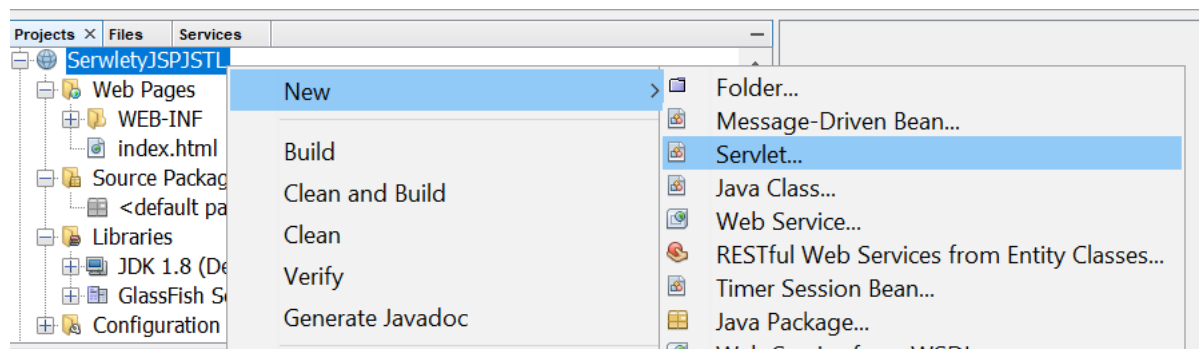 Projects Files Services
SerwletyJSPJSTL
Web Pages
WEB-INF
index.html
Source Packag
<default pa
Libraries
JDK 1.8 (De
GlassFish S
Configuration
New
Build
Clean and Build
Clean
Verify
Generate Javadoc
Folder...
Message-Driven Bean...
Servlet...
Java Class...
Web Service...
RESTful Web Services from Entity Classes...
Timer Session Bean...
Java Package...